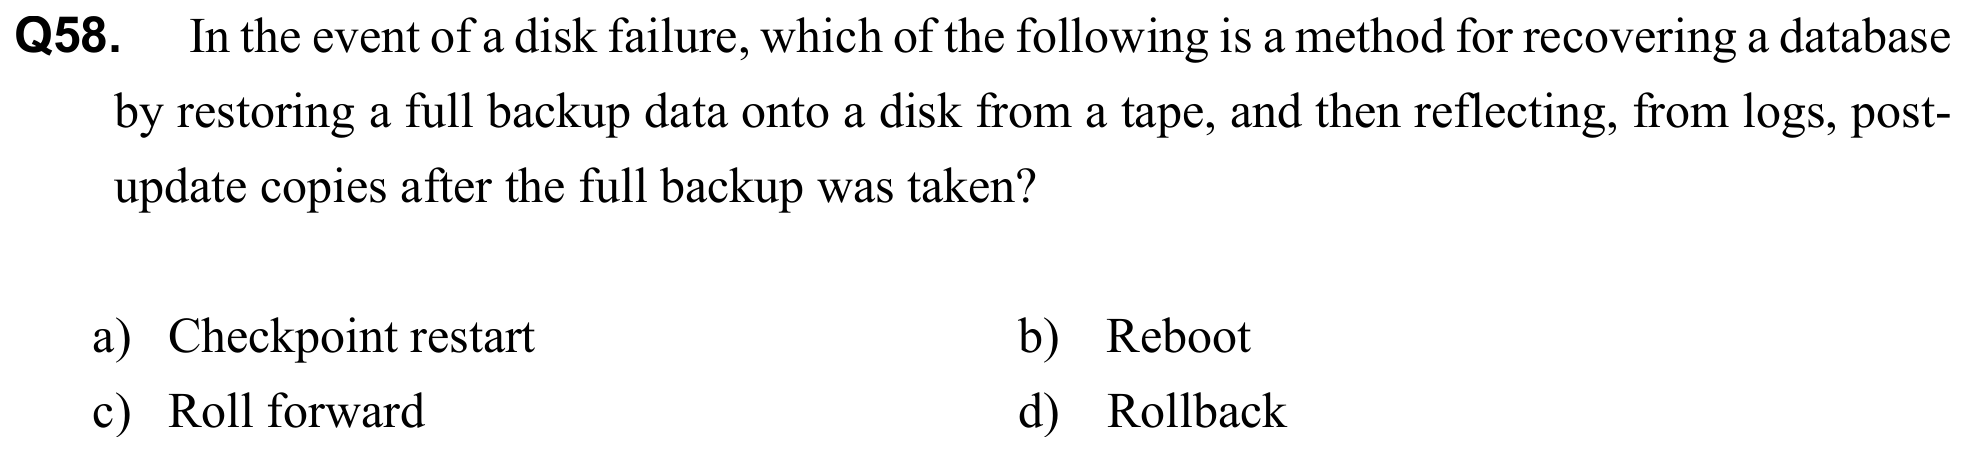 Q58. In the event of a disk failure, which of the following is a method for recovering a database
by restoring a full backup data onto a disk from a tape, and then reflecting, from logs, post-
update copies after the full backup was taken?
a) Checkpoint restart b) Reboot
c) Roll forward d) Rollback